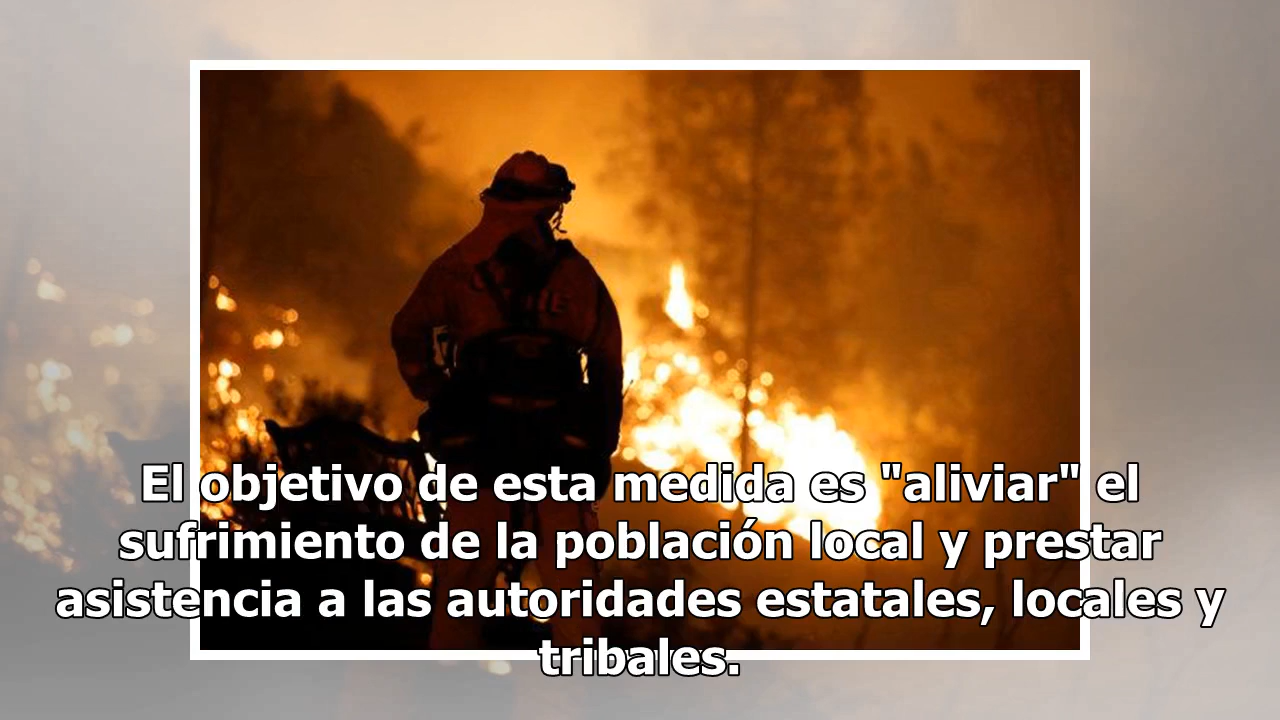 El objetivo de esta medida es "aliviar" el
sufrimiento de la población local y prestar
asistencia a las autoridades estatales, locales y
tribales.